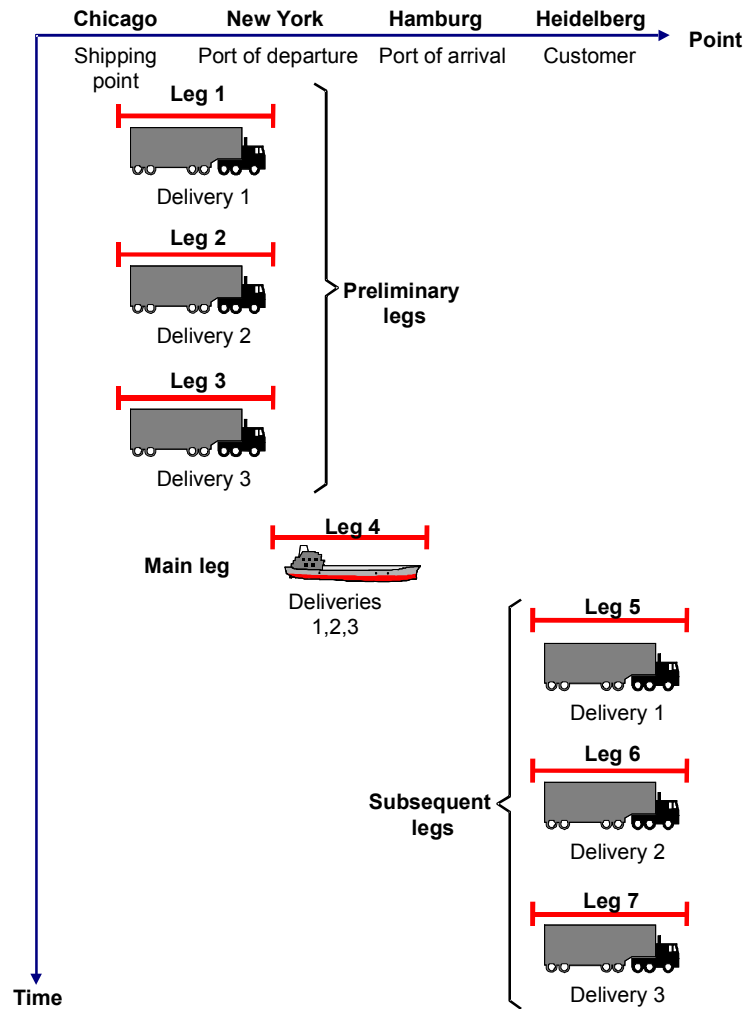 Chicago New York Hamburg Heidelberg
Point
Shipping point Port of departure Port of arrival Customer
Leg 1
Delivery 1
Leg 2
Delivery 2
Preliminary
legs
Leg 3
Delivery 3
Leg 4
Main leg
Deliveries
1,2,3
Leg 5
Delivery 1
Leg 6
Subsequent
legs
Delivery 2
Leg 7
Delivery 3
Time